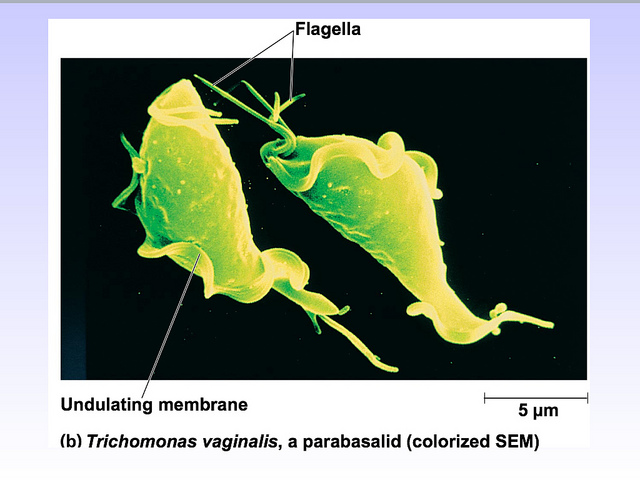 Flagella
Undulating membrane
5 µm
(b) Trichomonas vaginalis, a parabasalid (colorized SEM)